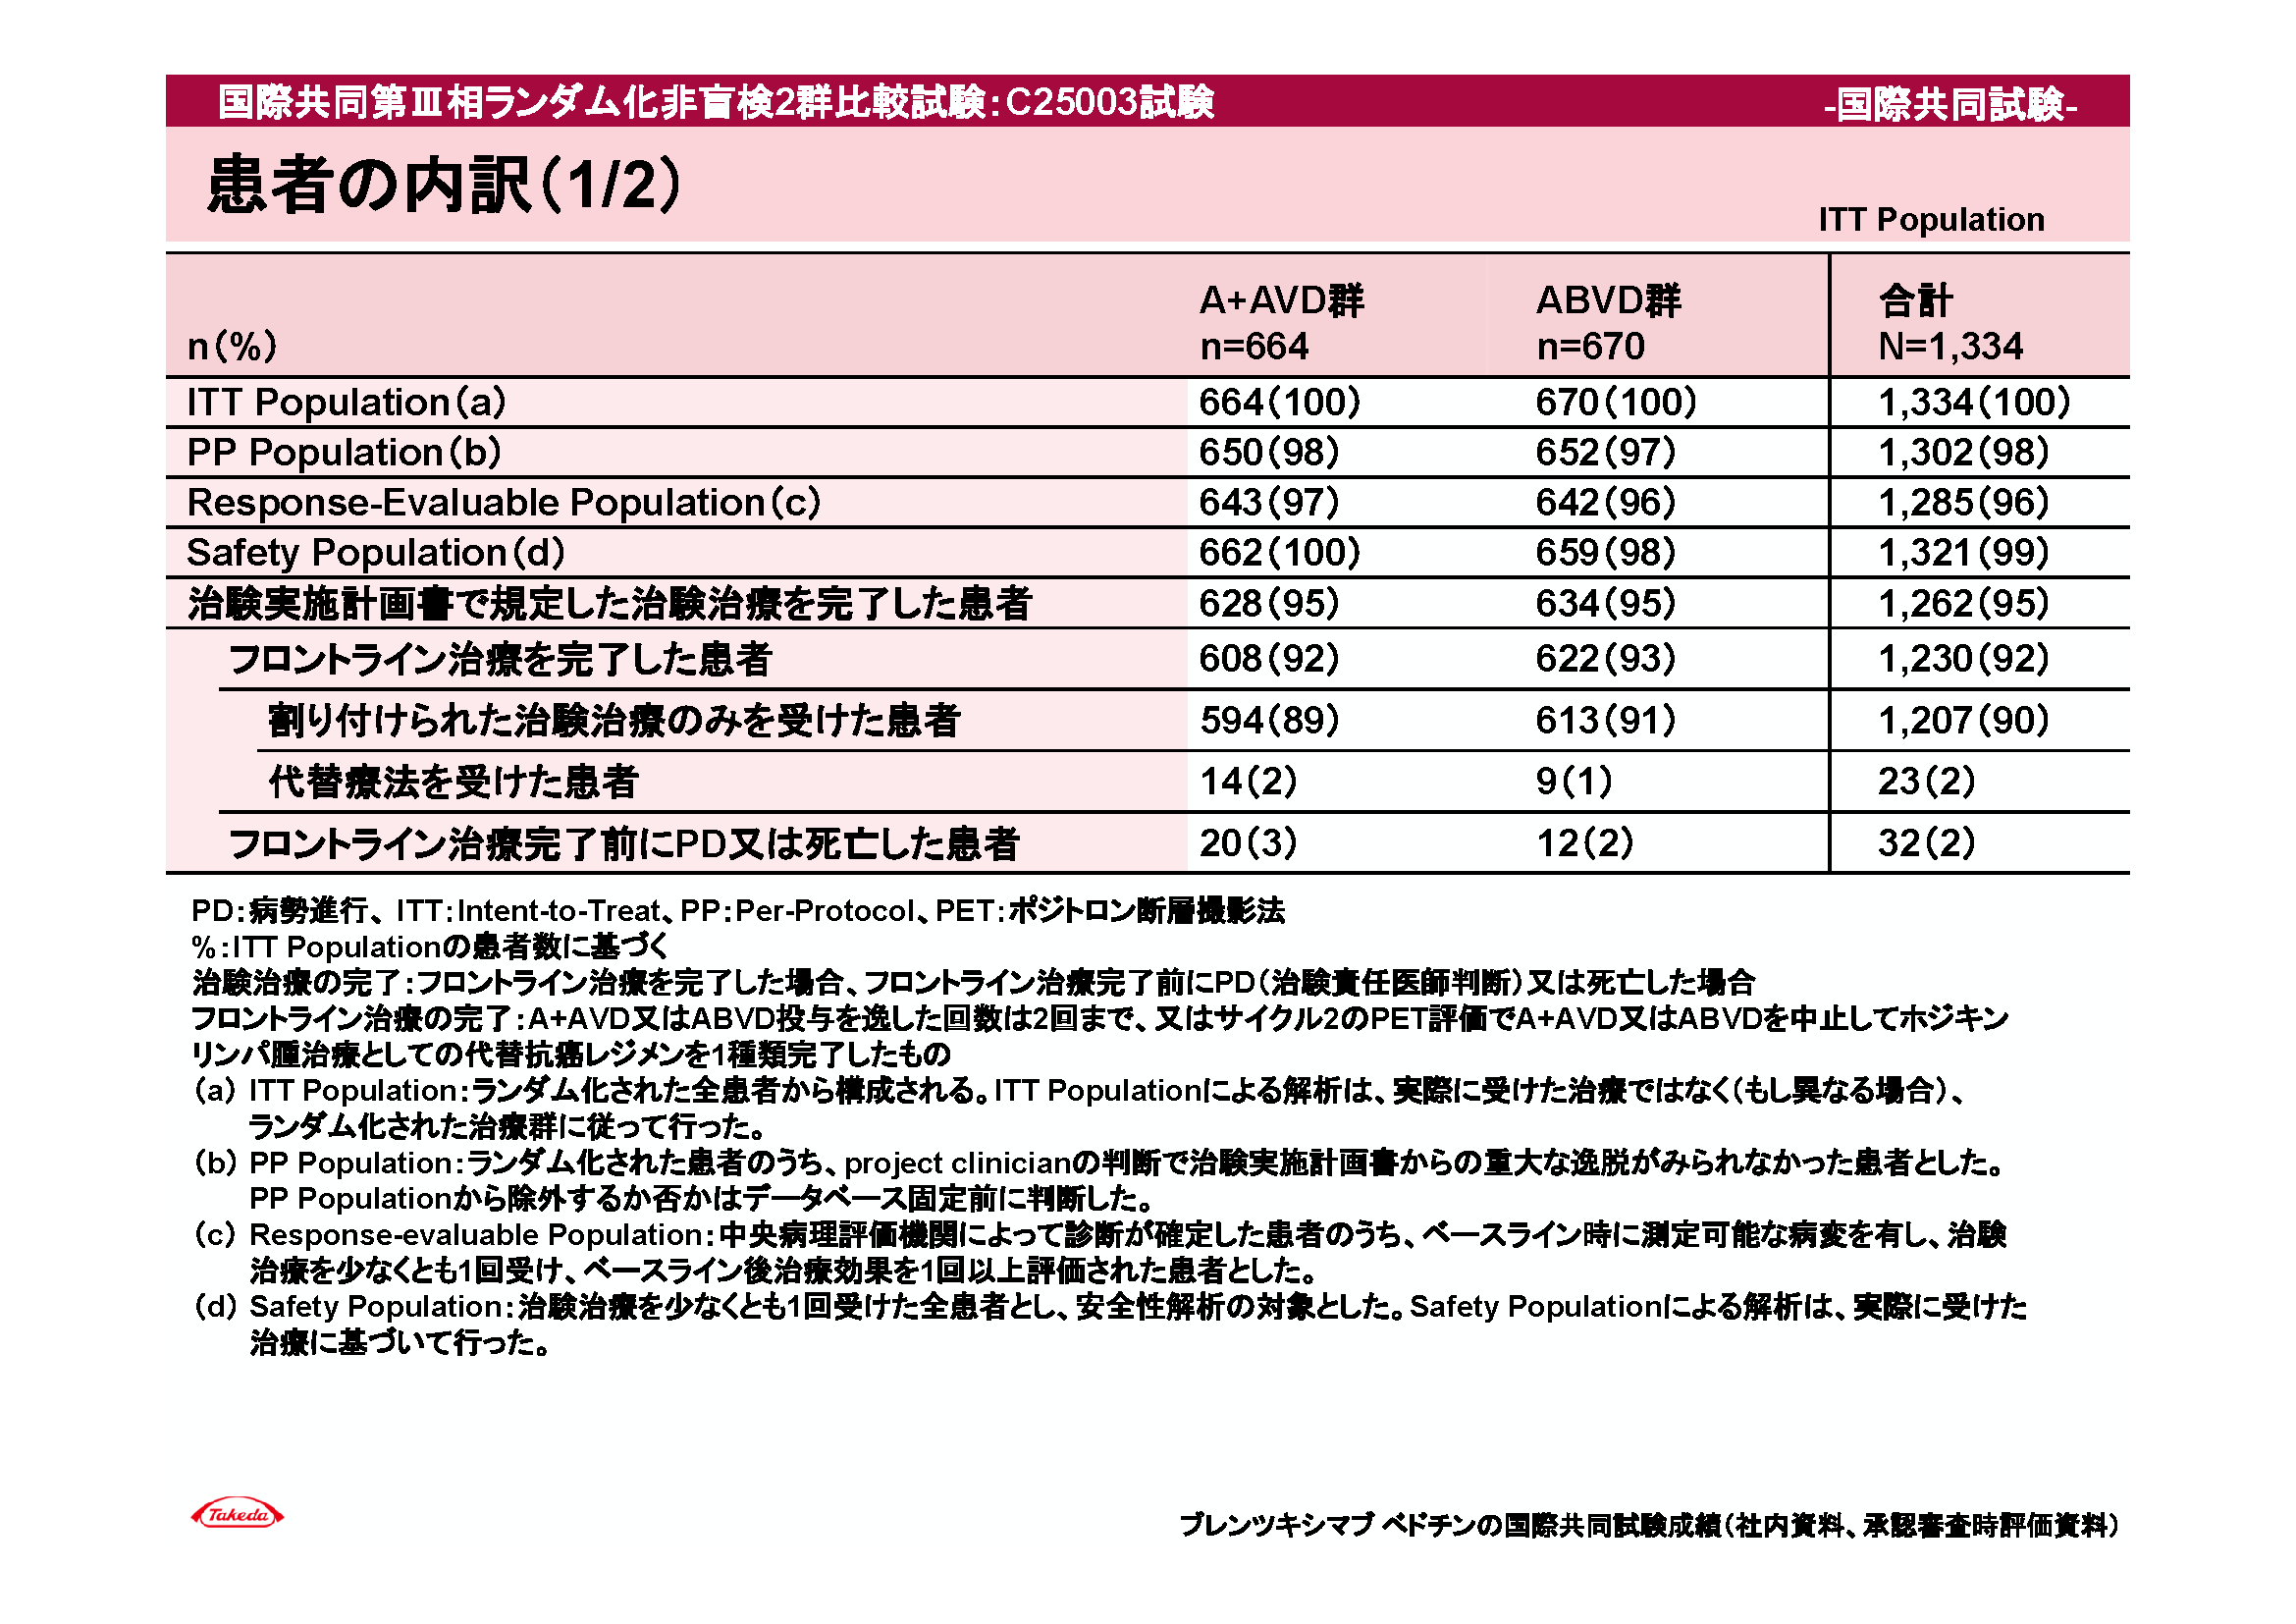 国際共同第Ⅲ相ランダム化非盲検2群比較試験：C25003試験 -国際共同試験-
患者の内訳（1/2）
ITT Population
n（%） A+AVD群 n=664 ABVD群 n=670 合計 N=1,334
ITT Population（a） 664（100） 670（100） 1,334（100）
PP Population（b） 650（98） 652（97） 1,302（98）
Response-Evaluable Population（c） 643（97） 642（96） 1,285（96）
Safety Population（d） 662（100） 659（98） 1,321（99）
治験実施計画書で規定した治験治療を完了した患者 628（95） 634（95） 1,262（95）
フロントライン治療を完了した患者 608（92） 622（93） 1,230（92）
割り付けられた治験治療のみを受けた患者 594（89） 613（91） 1,207（90）
代替療法を受けた患者 14（2） 9（1） 23（2）
フロントライン治療完了前にPD又は死亡した患者 20（3） 12（2） 32（2）
PD：病勢進行、ITT：Intent-to-Treat、PP：Per-Protocol、PET：ポジトロン断層撮影法
%：ITT Populationの患者数に基づく
治験治療の完了：フロントライン治療を完了した場合、フロントライン治療完了前にPD（治験責任医師判断）又は死亡した場合
フロントライン治療の完了：A+AVD又はABVD投与を逸した回数は2回まで、又はサイクル2のPET評価でA+AVD又はABVDを中止してホジキン
リンパ腫治療としての代替抗癌レジメンを1種類完了したもの
（a） ITT Population：ランダム化された全患者から構成される。ITT Populationによる解析は、実際に受けた治療ではなく（もし異なる場合）、
ランダム化された治療群に従って行った。
（b） PP Population：ランダム化された患者のうち、project clinicianの判断で治験実施計画書からの重大な逸脱がみられなかった患者とした。
PP Populationから除外するか否かはデータベース固定前に判断した。
（c） Response-evaluable Population：中央病理評価機関によって診断が確定した患者のうち、ベースライン時に測定可能な病変を有し、治験
治療を少なくとも1回受け、ベースライン後治療効果を1回以上評価された患者とした。
（d） Safety Population：治験治療を少なくとも1回受けた全患者とし、安全性解析の対象とした。Safety Populationによる解析は、実際に受けた
治療に基づいて行った。
Takeda
ブレンツキシマブ ベドチンの国際共同試験成績（社内資料、承認審査時評価資料）